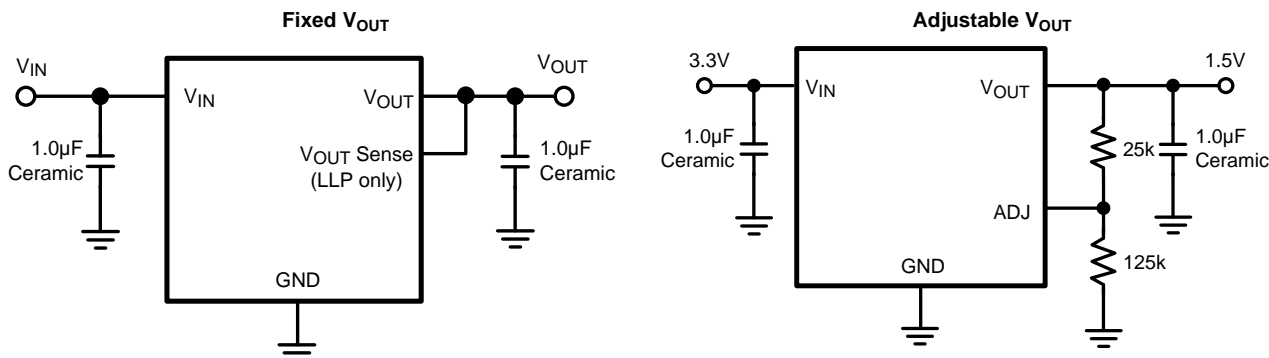 Fixed VOUT
VIN
VIN
VOUT
VOUT
1.0µF
Ceramic
VOUT Sense
(LLP only)
1.0µF
Ceramic
GND
Adjustable VOUT
3.3V
VIN
VOUT
1.5V
1.0µF
Ceramic
25k
1.0µF
Ceramic
ADJ
125k
GND